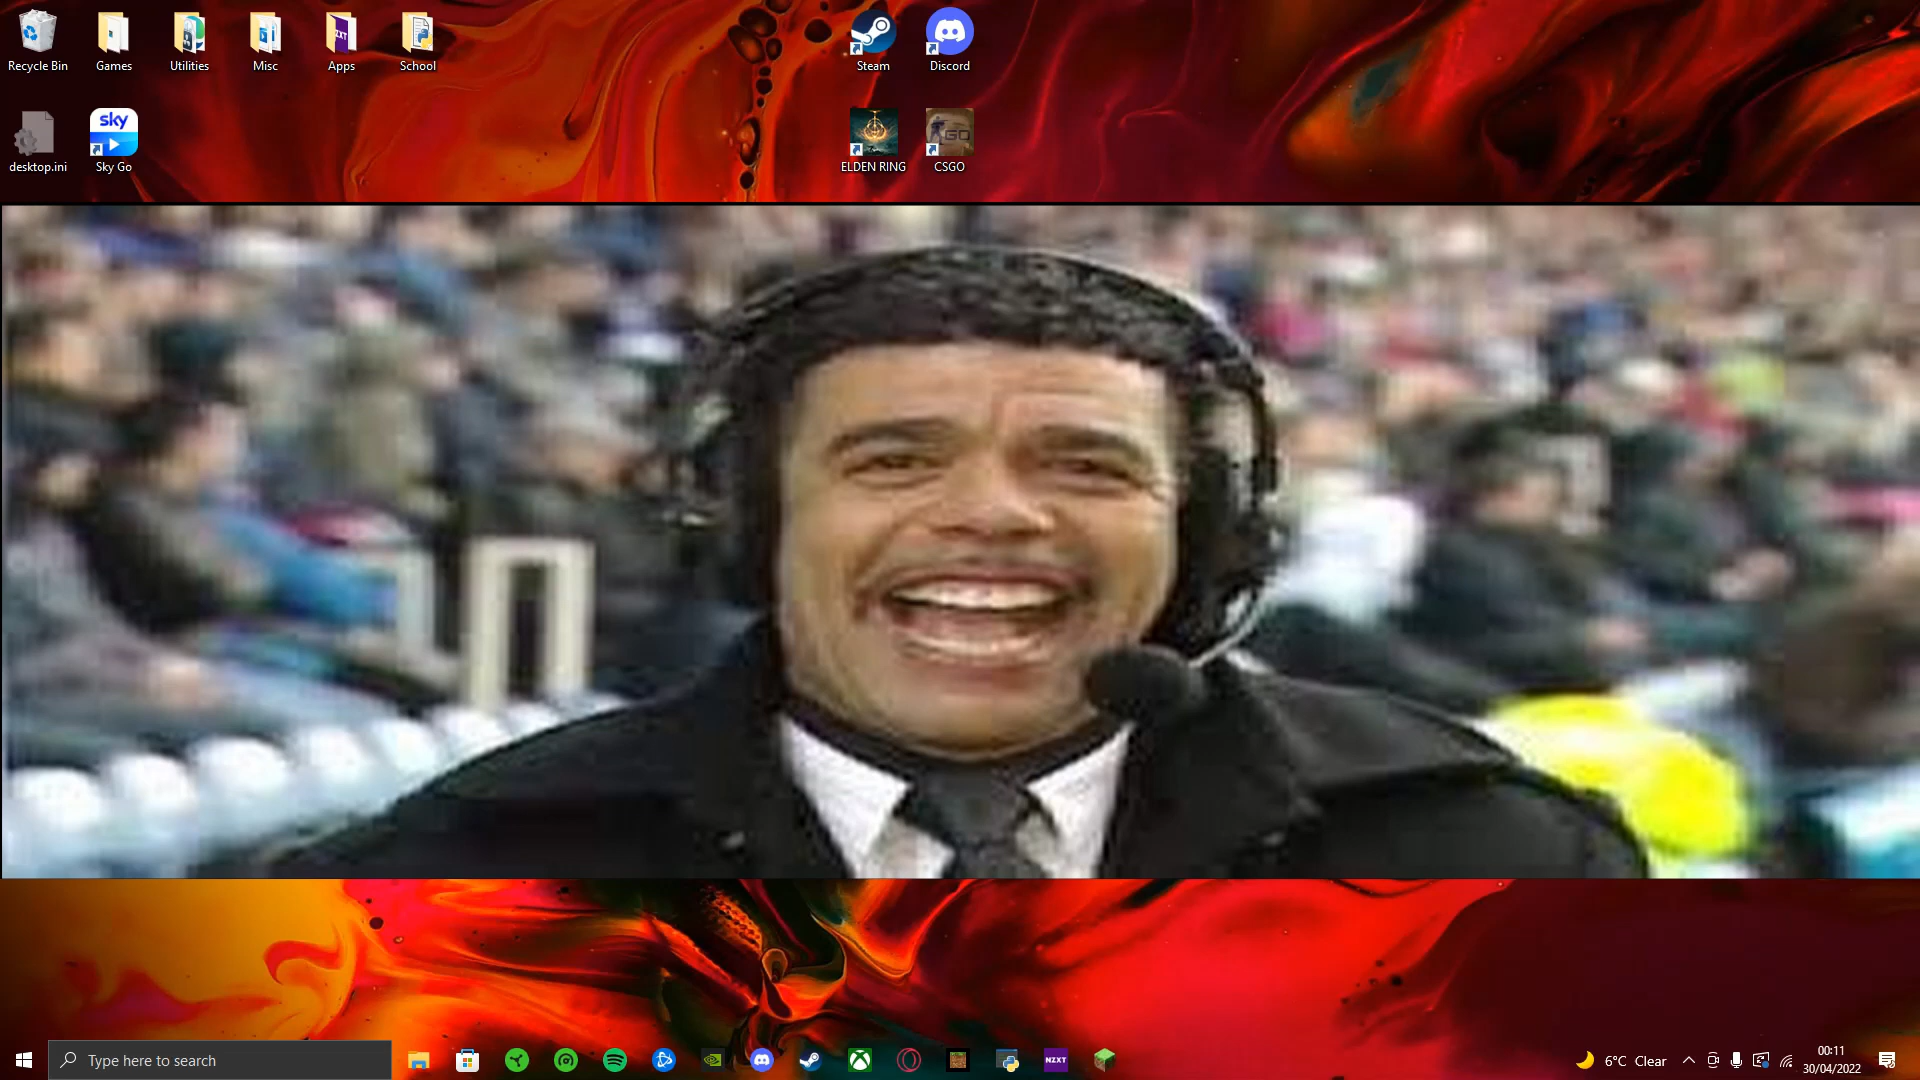 Recycle Bin
Games
Utilities
Misc
NZXT
Apps
School
Steam
Discord
desktop.ini
sky
Sky Go
ELDEN RING
GO
CSGO
Type here to search
NZXT
6°C Clear
00:11
30/04/2022